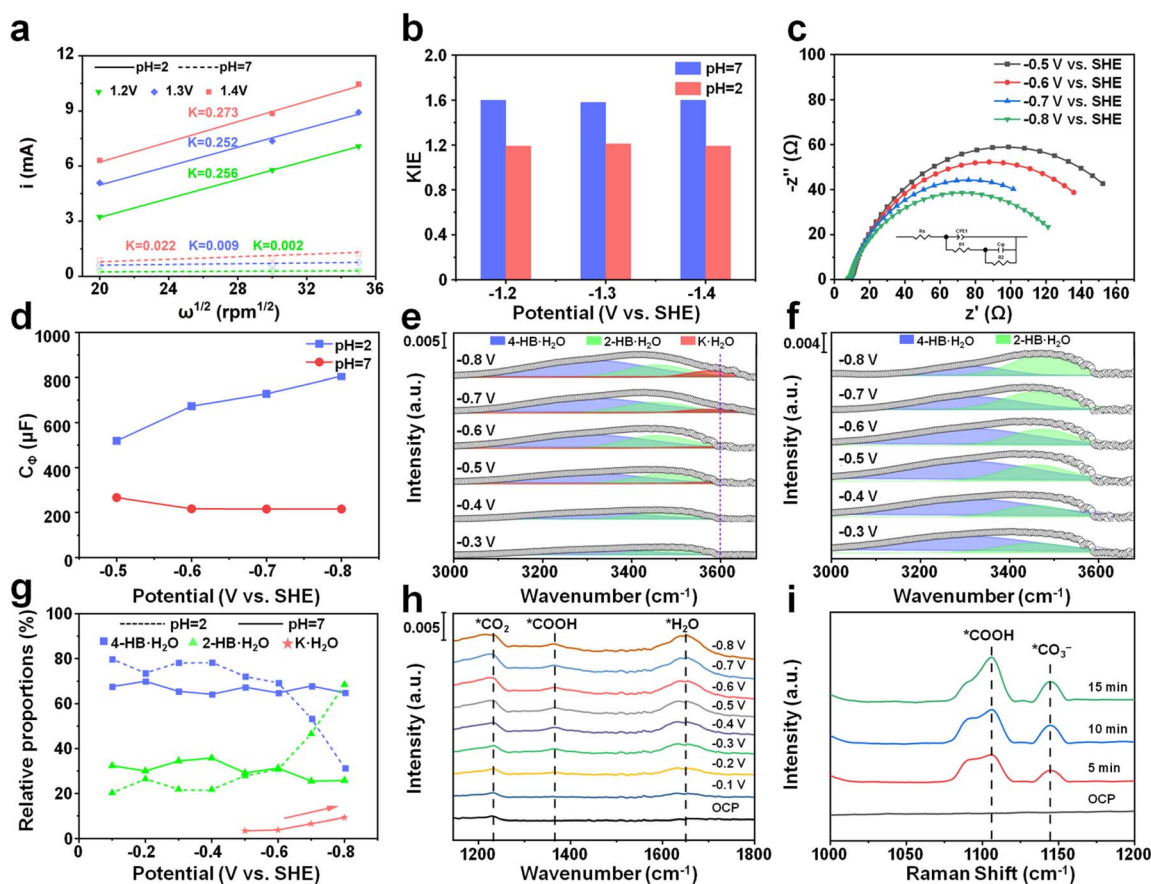 a
i (mA)
12
9
6
3
0
pH=2 pH=7
1.2V 1.3V 1.4V
K=0.273
K=0.252
K=0.256
K=0.022 K=0.009 K=0.002
20 24 28 32 36
ω1/2 (rpm1/2)
b
KIE
2.0
1.6
1.2
0.8
0.4
0.0
pH=7
pH=2
-1.2 -1.3 -1.4
Potential (V vs. SHE)
c
-z'' (Ω)
100
80
60
40
20
0
-0.5 V vs. SHE
-0.6 V vs. SHE
-0.7 V vs. SHE
-0.8 V vs. SHE
Rs CPE1
R1 Cφ
R2
0 20 40 60 80 100 120 140 160
z' (Ω)
d
CΦ (μF)
1000
800
600
400
200
0
pH=2
pH=7
-0.5 -0.6 -0.7 -0.8
Potential (V vs. SHE)
e
Intensity (a.u.)
0.005
4-HB·H2O 2-HB·H2O K·H2O
-0.8 V
-0.7 V
-0.6 V
-0.5 V
-0.4 V
-0.3 V
3000 3200 3400 3600
Wavenumber (cm-1)
f
Intensity (a.u.)
0.004
4-HB·H2O 2-HB·H2O
-0.8 V
-0.7 V
-0.6 V
-0.5 V
-0.4 V
-0.3 V
3000 3200 3400 3600
Wavenumber (cm-1)
g
Relative proportions (%)
100
80
60
40
20
0
pH=2 pH=7
4-HB·H2O 2-HB·H2O K·H2O
0.0 -0.2 -0.4 -0.6 -0.8
Potential (V vs. SHE)
h
Intensity (a.u.)
0.005
*CO2 *COOH *H2O
-0.8 V
-0.7 V
-0.6 V
-0.5 V
-0.4 V
-0.3 V
-0.2 V
-0.1 V
OCP
1200 1400 1600 1800
Wavenumber (cm-1)
i
Intensity (a.u.)
*COOH *CO3−
15 min
10 min
5 min
OCP
1000 1050 1100 1150 1200
Raman Shift (cm-1)